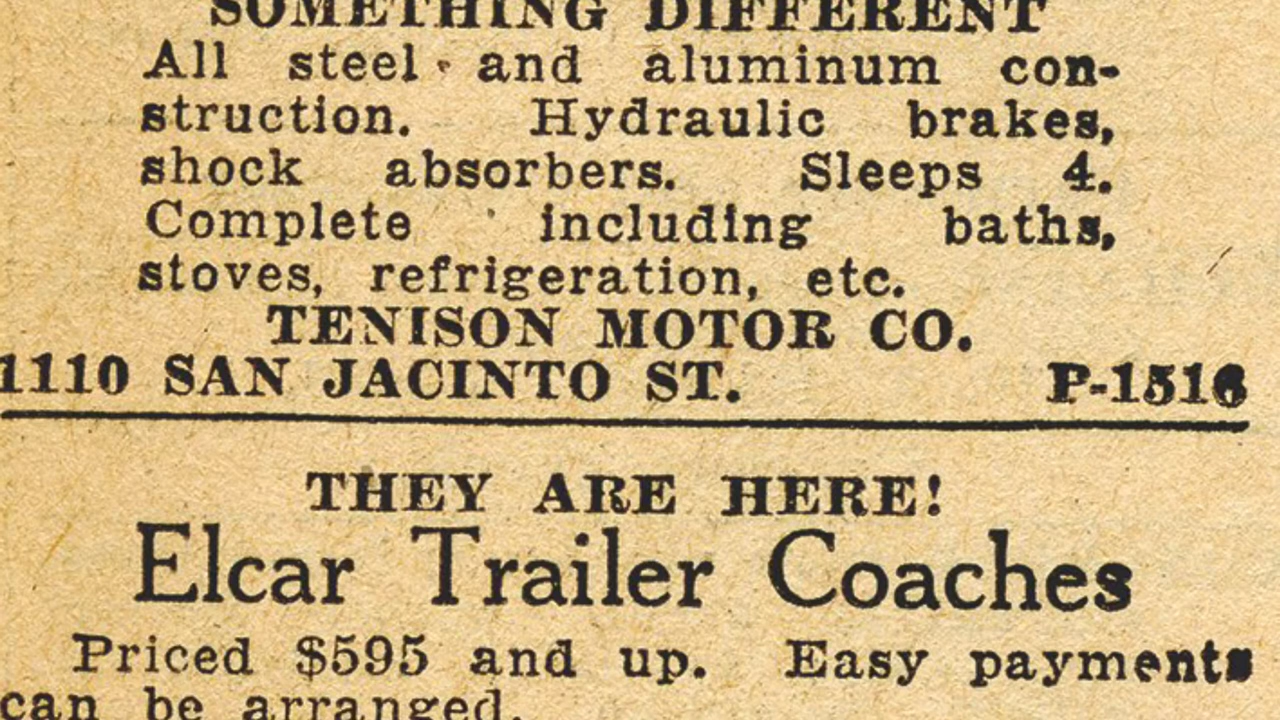 SOMETHING DIFFERENT
All steel and aluminum con-
struction. Hydraulic brakes,
shock absorbers. Sleeps 4.
Complete including baths,
stoves, refrigeration, etc.
TENISON MOTOR CO.
1110 SAN JACINTO ST. P-1516
THEY ARE HERE!
Elcar Trailer Coaches
Priced $595 and up. Easy payments
can be arranged.